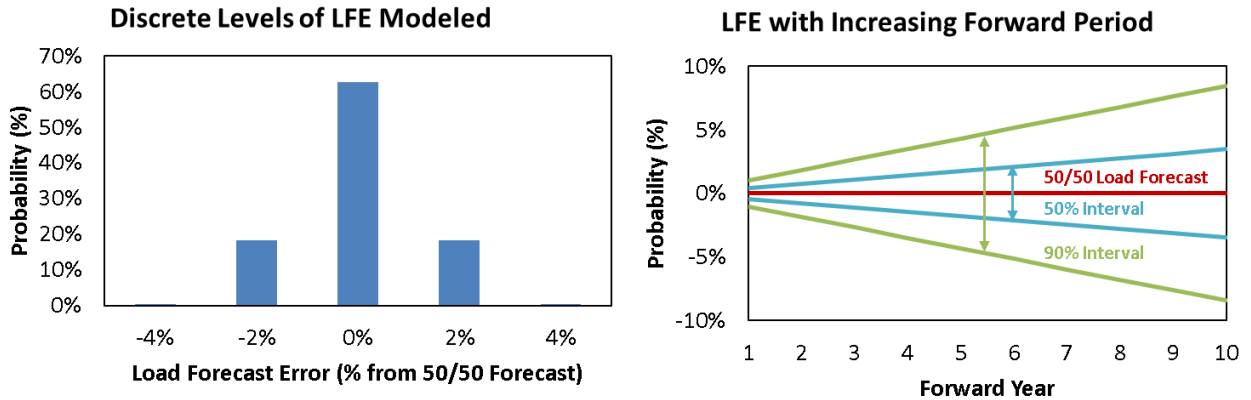 Discrete Levels of LFE Modeled
Probability (%)
70%
60%
50%
40%
30%
20%
10%
0%
-4%
-2%
0%
2%
4%
Load Forecast Error (% from 50/50 Forecast)
LFE with Increasing Forward Period
Probability (%)
10%
5%
0%
-5%
-10%
50/50 Load Forecast
50% Interval
90% Interval
1 2 3 4 5 6 7 8 9 10
Forward Year